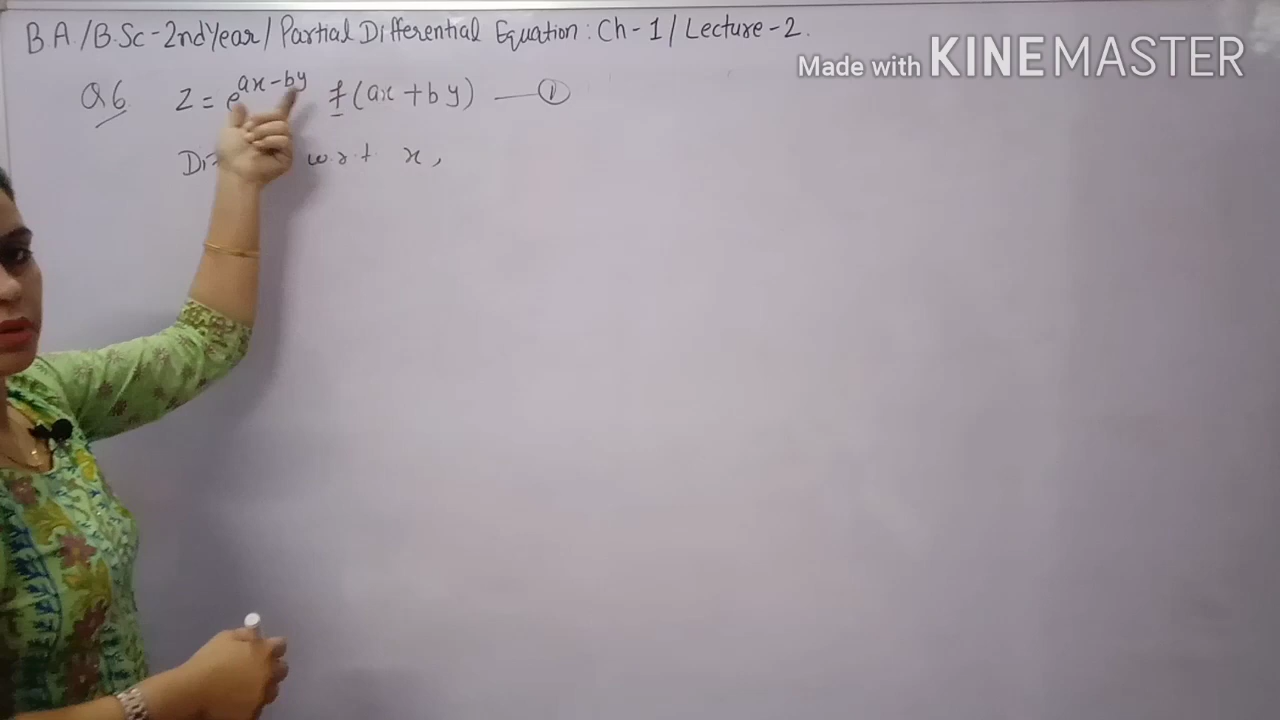 B.A./B.Sc-2nd Year/Partial Differential Equation: Ch-1/Lecture-2.
Made with KINEMASTER
Q6 Z = e^{ax-by} f(ax+by) — ①
w.r.t x,